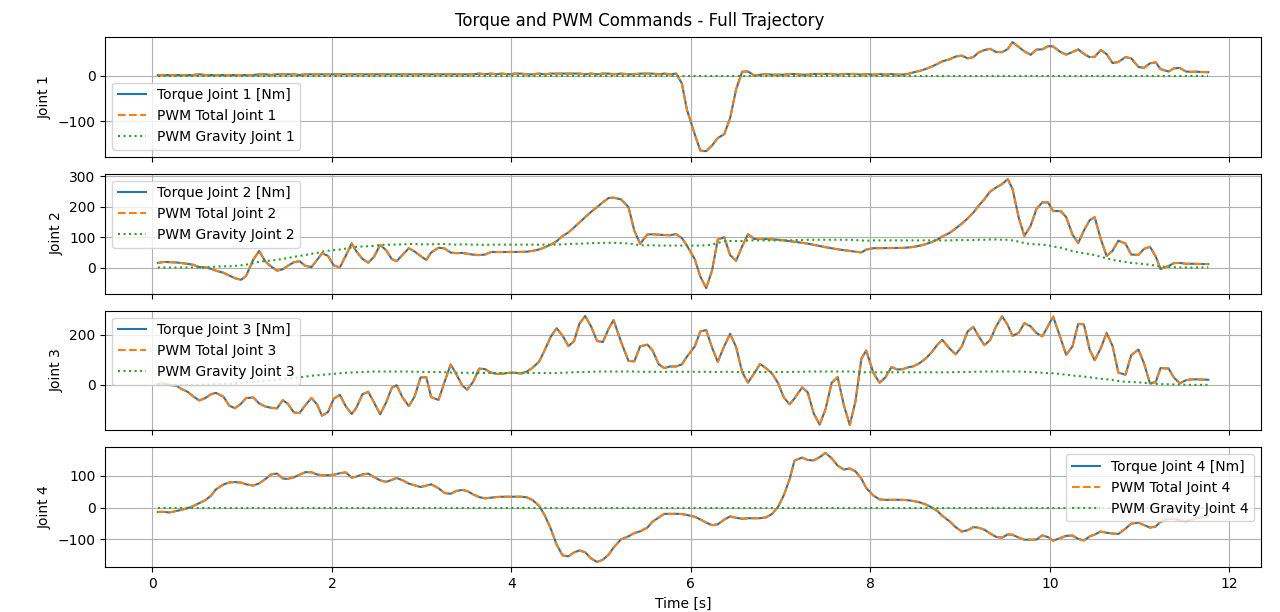 Torque and PWM Commands - Full Trajectory
Joint 1
0
−100
Torque Joint 1 [Nm]
PWM Total Joint 1
PWM Gravity Joint 1
Joint 2
300
200
100
0
Torque Joint 2 [Nm]
PWM Total Joint 2
PWM Gravity Joint 2
Joint 3
200
0
Torque Joint 3 [Nm]
PWM Total Joint 3
PWM Gravity Joint 3
Joint 4
100
0
−100
Torque Joint 4 [Nm]
PWM Total Joint 4
PWM Gravity Joint 4
0 2 4 6 8 10 12
Time [s]